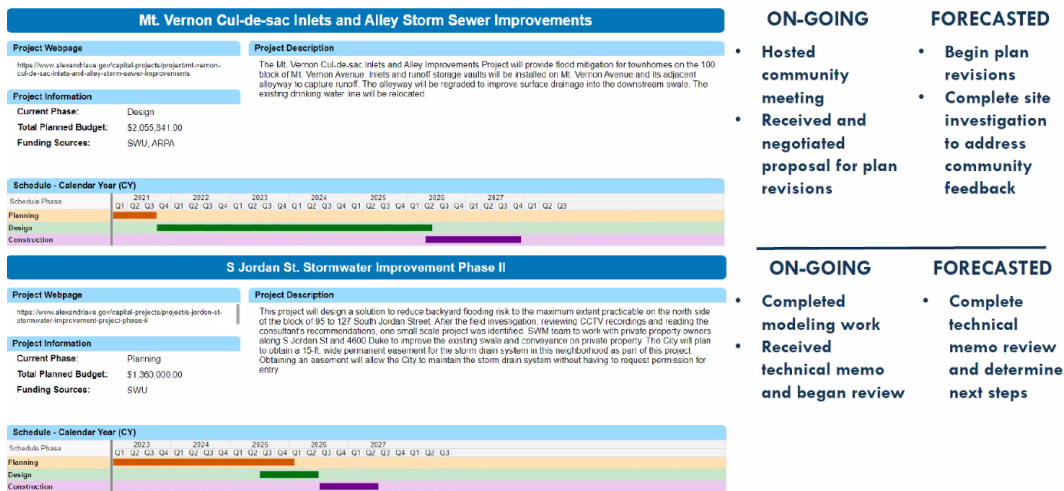 Mt. Vernon Cul-de-sac Inlets and Alley Storm Sewer Improvements
Project Webpage
https://www.alexandriava.gov/capital-projects/project/mt-vernon-
cul-de-sac-inlets-and-alley-storm-sewer-improvements
Project Information
Current Phase: Design
Total Planned Budget: $2,055,841.00
Funding Sources: SWU, ARPA
Project Description
The Mt. Vernon Cul-de-sac Inlets and Alley Improvements Project will provide flood mitigation for townhomes on the 100
block of Mt. Vernon Avenue. Inlets and runoff storage vaults will be installed on Mt. Vernon Avenue and its adjacent
alleyway to capture runoff. The alleyway will be regraded to improve surface drainage into the downstream swale. The
existing drinking water line will be relocated.
Schedule - Calendar Year (CY)
Schedule Phase
2021 2022 2023 2024 2025 2026 2027
Q1 Q2 Q3 Q4 Q1 Q2 Q3 Q4 Q1 Q2 Q3 Q4 Q1 Q2 Q3 Q4 Q1 Q2 Q3 Q4 Q1 Q2 Q3 Q4 Q1 Q2 Q3 Q4 Q1 Q2 Q3
Planning
Design
Construction
ON-GOING
• Hosted
community
meeting
• Received and
negotiated
proposal for plan
revisions
FORECASTED
• Begin plan
revisions
• Complete site
investigation
to address
community
feedback
S Jordan St. Stormwater Improvement Phase II
Project Webpage
https://www.alexandriava.gov/capital-projects/project/s-jordon-st-
stormwater-improvement-project-phase-ii
Project Information
Current Phase: Planning
Total Planned Budget: $1,360,000.00
Funding Sources: SWU
Project Description
This project will design a solution to reduce backyard flooding risk to the maximum extent practicable on the north side
of the block of 95 to 127 South Jordan Street. After the field investigation, reviewing CCTV recordings and reading the
consultant's recommendations, one small scale project was identified. SWM team to work with private property owners
along S Jordan St and 4600 Duke to improve the existing swale and conveyance on private property. The City will plan
to obtain a 15-ft. wide permanent easement for the storm drain system in this neighborhood as part of this project.
Obtaining an easement will allow the City to maintain the storm drain system without having to request permission for
entry
Schedule - Calendar Year (CY)
Schedule Phase
2023 2024 2025 2026 2027
Q1 Q2 Q3 Q4 Q1 Q2 Q3 Q4 Q1 Q2 Q3 Q4 Q1 Q2 Q3 Q4 Q1 Q2 Q3 Q4 Q1 Q2 Q3
Planning
Design
Construction
ON-GOING
• Completed
modeling work
• Received
technical memo
and began review
FORECASTED
• Complete
technical
memo review
and determine
next steps